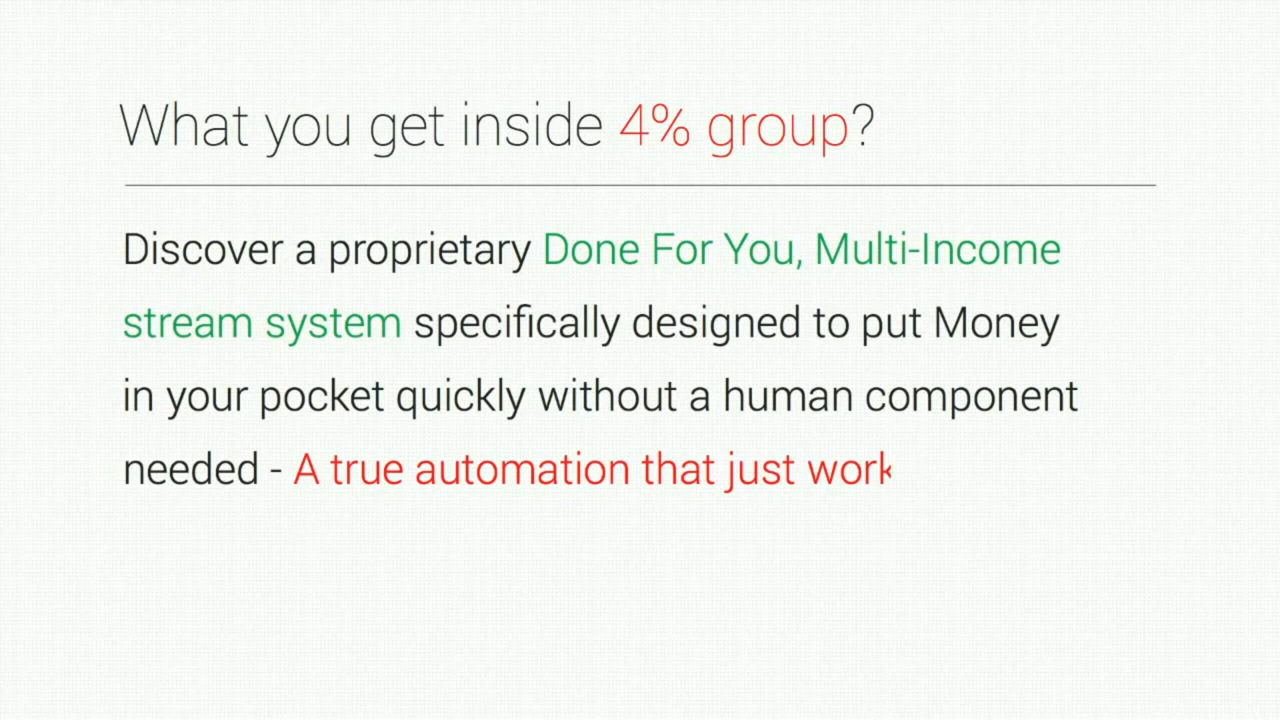 What you get inside 4% group?
Discover a proprietary Done For You, Multi-Income
stream system specifically designed to put Money
in your pocket quickly without a human component
needed - A true automation that just work